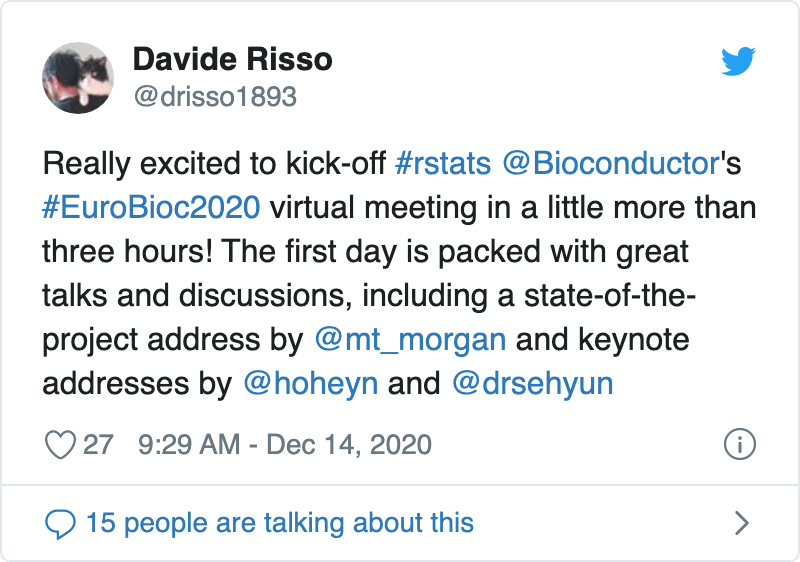 Davide Risso
@drisso1893
Really excited to kick-off #rstats @Bioconductor's
#EuroBioc2020 virtual meeting in a little more than
three hours! The first day is packed with great
talks and discussions, including a state-of-the-
project address by @mt_morgan and keynote
addresses by @hoheyn and @drsehyun
27 9:29 AM - Dec 14, 2020
15 people are talking about this